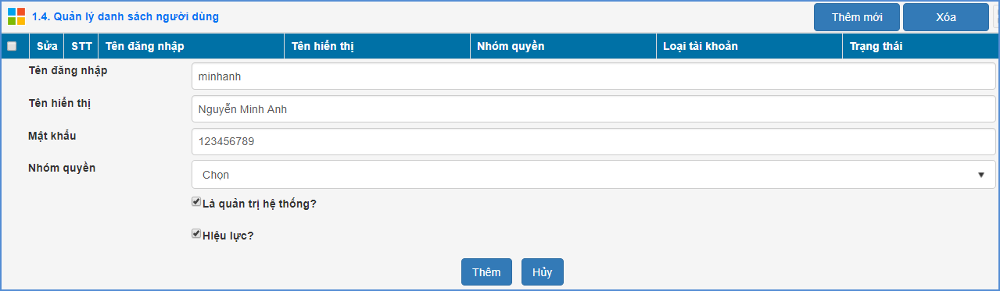 1.4. Quản lý danh sách người dùng
Thêm mới
Xóa
Sửa STT Tên đăng nhập Tên hiển thị Nhóm quyền Loại tài khoản Trạng thái
Tên đăng nhập minhanh
Tên hiển thị Nguyễn Minh Anh
Mật khẩu 123456789
Nhóm quyền Chọn
Là quản trị hệ thống?
Hiệu lực?
Thêm Hủy